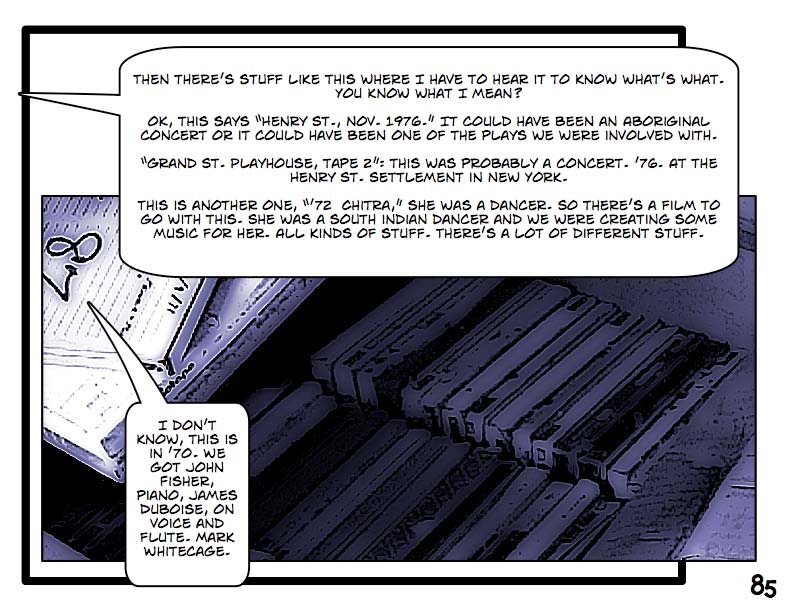 THEN THERE'S STUFF LIKE THIS WHERE I HAVE TO HEAR IT TO KNOW WHAT'S WHAT.
YOU KNOW WHAT I MEAN?
OK, THIS SAYS "HENRY ST., NOV. 1976." IT COULD HAVE BEEN AN ABORIGINAL
CONCERT OR IT COULD HAVE BEEN ONE OF THE PLAYS WE WERE INVOLVED WITH.
"GRAND ST. PLAYHOUSE, TAPE 2": THIS WAS PROBABLY A CONCERT. '76. AT THE
HENRY ST. SETTLEMENT IN NEW YORK.
THIS IS ANOTHER ONE, "'72 CHITRA," SHE WAS A DANCER. SO THERE'S A FILM TO
GO WITH THIS. SHE WAS A SOUTH INDIAN DANCER AND WE WERE CREATING SOME
MUSIC FOR HER. ALL KINDS OF STUFF. THERE'S A LOT OF DIFFERENT STUFF.
I DON'T
KNOW, THIS IS
IN '70. WE
GOT JOHN
FISHER,
PIANO, JAMES
DUBOISE, ON
VOICE AND
FLUTE. MARK
WHITECAGE.
85